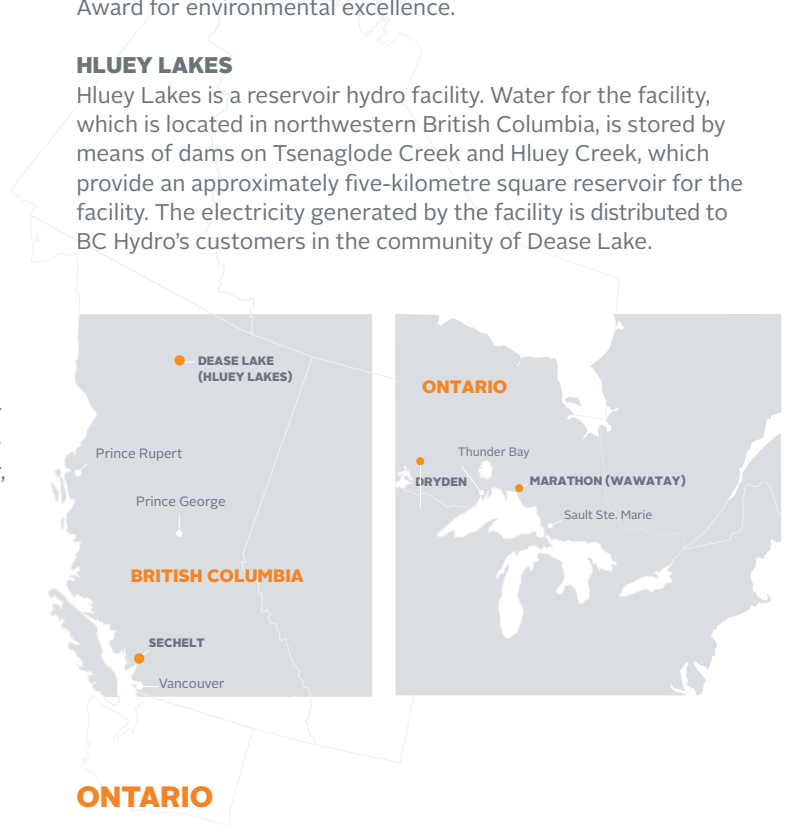 Award for environmental excellence.
HLUEY LAKES
Hluey Lakes is a reservoir hydro facility. Water for the facility,
which is located in northwestern British Columbia, is stored by
means of dams on Tsenaglode Creek and Hluey Creek, which
provide an approximately five-kilometre square reservoir for the
facility. The electricity generated by the facility is distributed to
BC Hydro’s customers in the community of Dease Lake.
DEASE LAKE
(HLUEY LAKES)
Prince Rupert
Prince George
BRITISH COLUMBIA
SECHELT
Vancouver
ONTARIO
Thunder Bay
DRYDEN
MARATHON (WAWATAY)
Sault Ste. Marie
ONTARIO